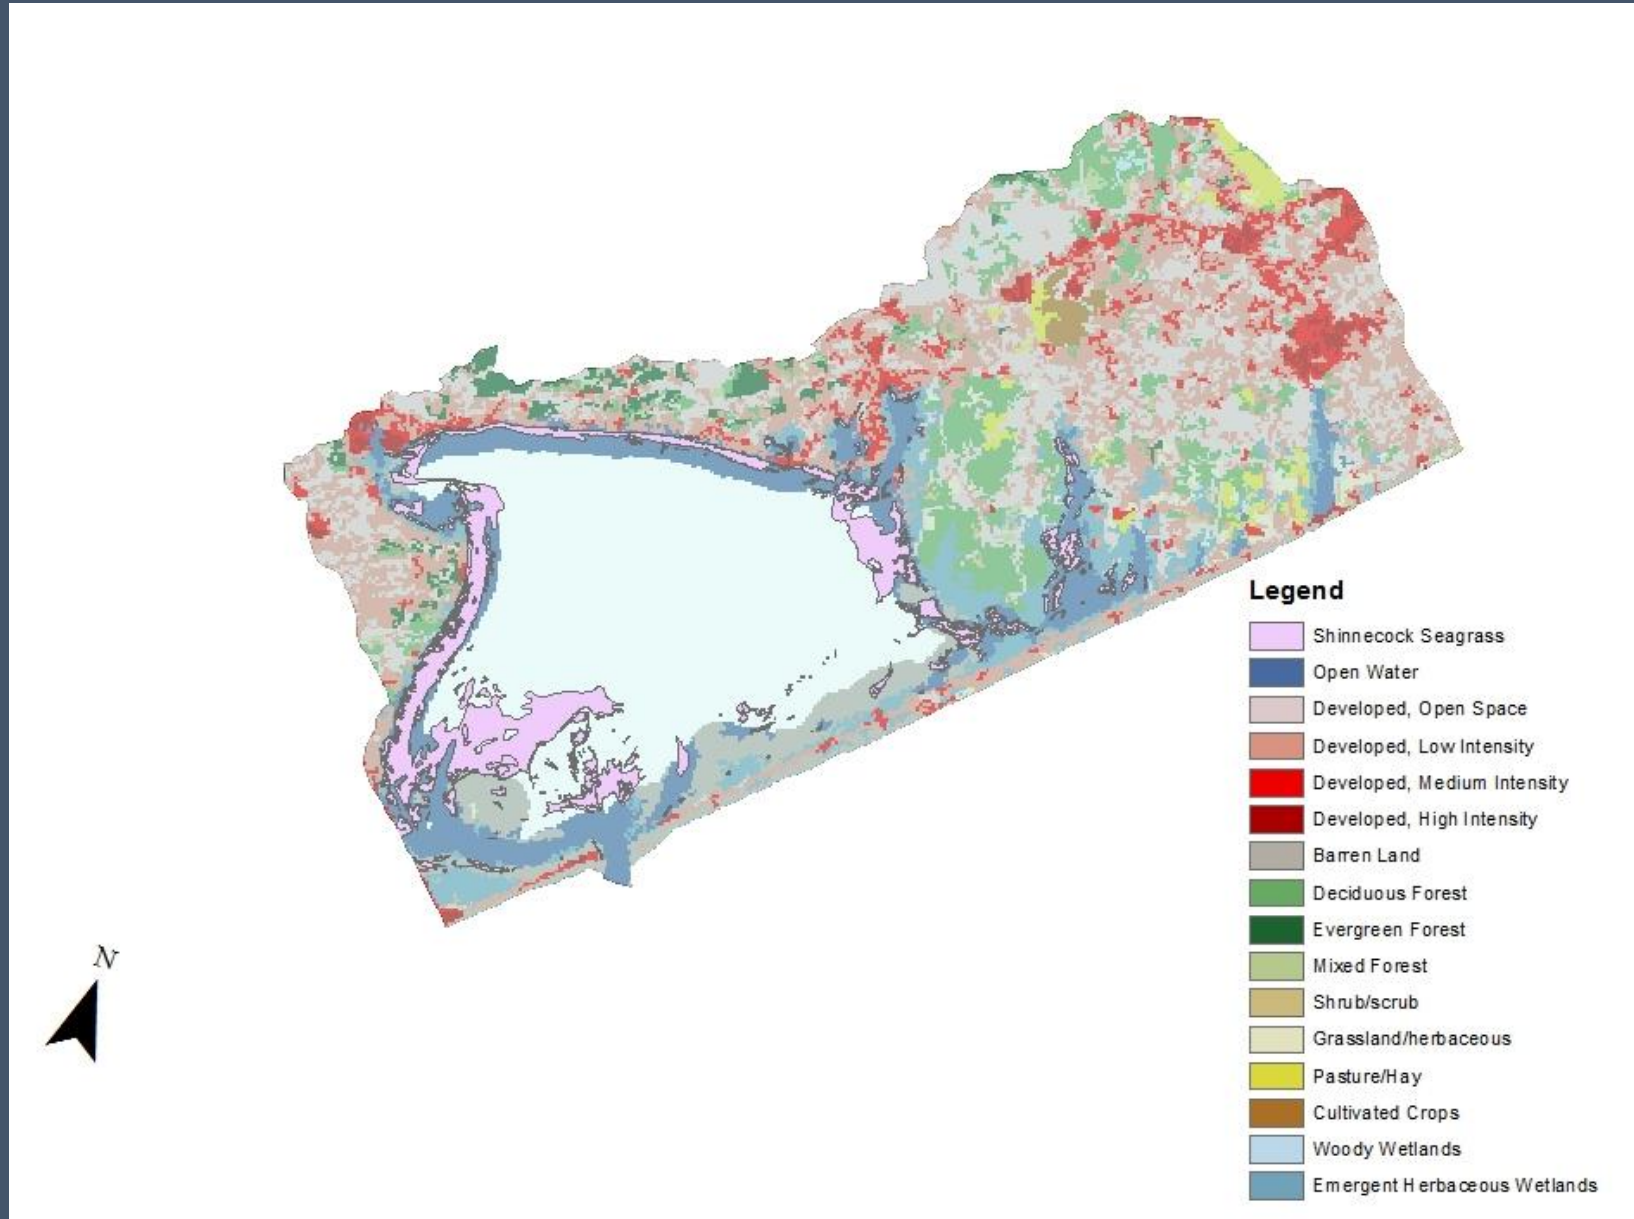 N
Legend
Shinnecock Seagrass
Open Water
Developed, Open Space
Developed, Low Intensity
Developed, Medium Intensity
Developed, High Intensity
Barren Land
Deciduous Forest
Evergreen Forest
Mixed Forest
Shrub/scrub
Grassland/herbaceous
Pasture/Hay
Cultivated Crops
Woody Wetlands
Emergent Herbaceous Wetlands